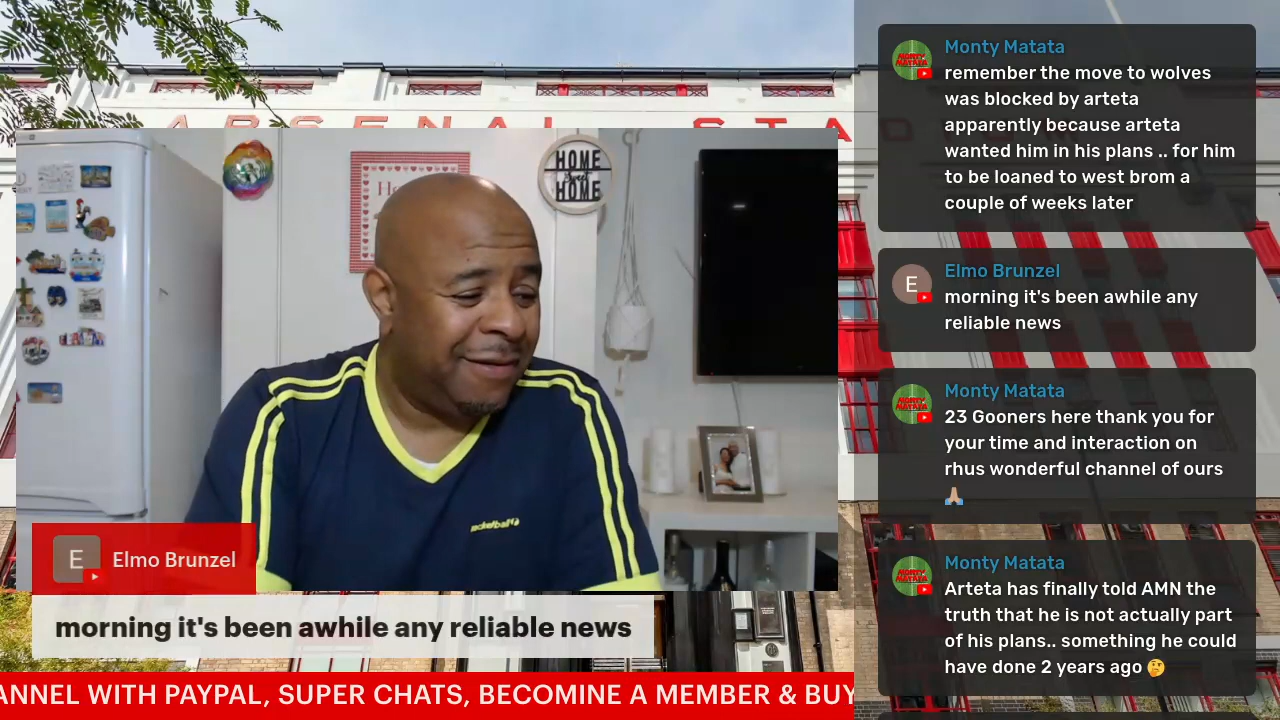 ARSENAL STA
HOME
Sweet
HOME
Monty Matata
remember the move to wolves
was blocked by arteta
apparently because arteta
wanted him in his plans .. for him
to be loaned to west brom a
couple of weeks later
E
Elmo Brunzel
morning it's been awhile any
reliable news
Monty Matata
23 Gooners here thank you for
your time and interaction on
rhus wonderful channel of ours
🙏🏽
Monty Matata
Arteta has finally told AMN the
truth that he is not actually part
of his plans.. something he could
have done 2 years ago 🤔
E
Elmo Brunzel
morning it's been awhile any reliable news
ANNEL WITH PAYPAL, SUPER CHATS, BECOMINE A MEMBER & BUY